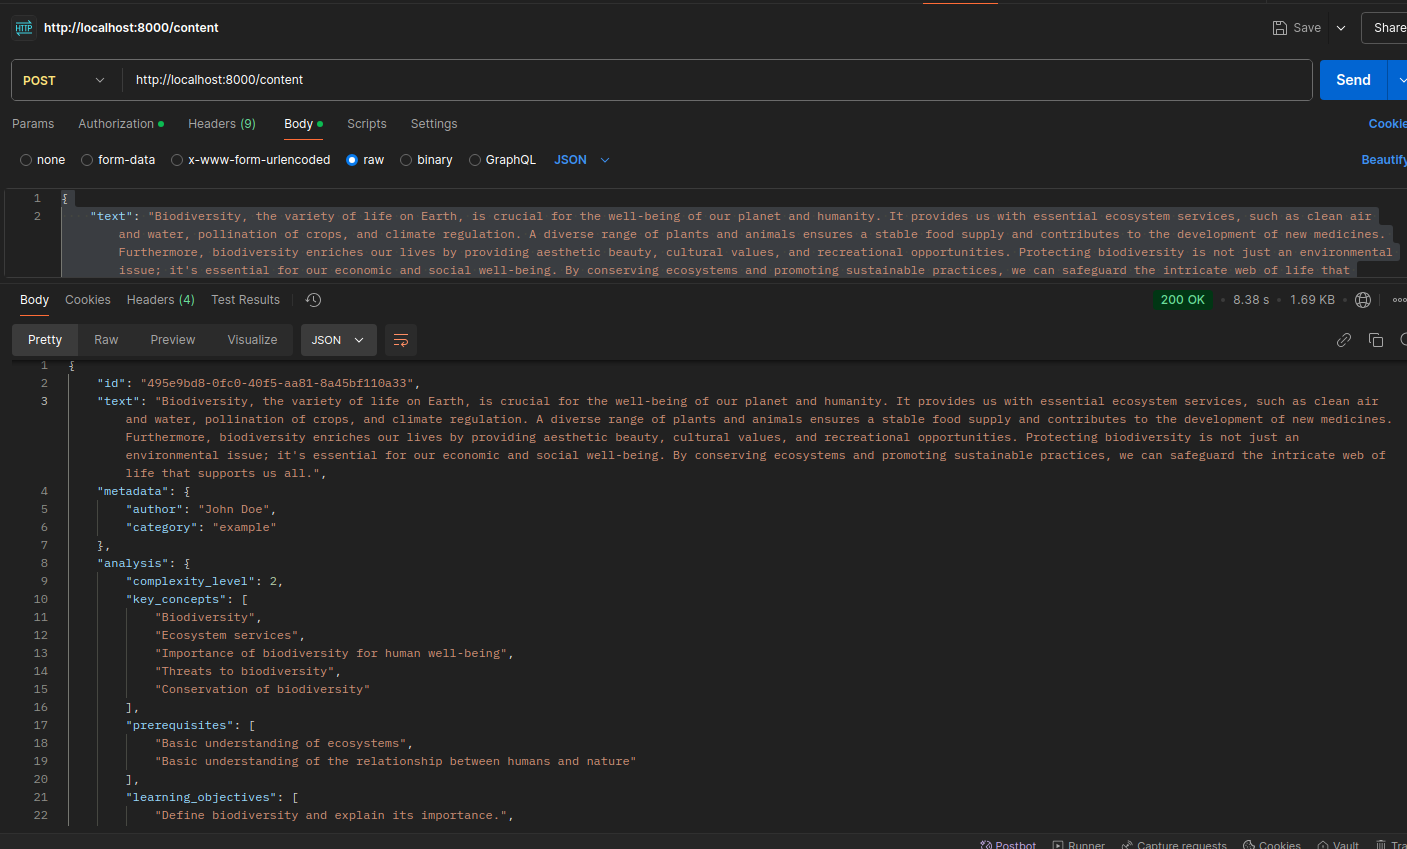 HTTP http://localhost:8000/content Save Share
POST http://localhost:8000/content Send
Params Authorization Headers (9) Body Scripts Settings Cookie
none form-data x-www-form-urlencoded raw binary GraphQL JSON Beautify
1 {
2 "text": "Biodiversity, the variety of life on Earth, is crucial for the well-being of our planet and humanity. It provides us with essential ecosystem services, such as clean air
and water, pollination of crops, and climate regulation. A diverse range of plants and animals ensures a stable food supply and contributes to the development of new medicines.
Furthermore, biodiversity enriches our lives by providing aesthetic beauty, cultural values, and recreational opportunities. Protecting biodiversity is not just an environmental
issue; it's essential for our economic and social well-being. By conserving ecosystems and promoting sustainable practices, we can safeguard the intricate web of life that
Body Cookies Headers (4) Test Results 200 OK 8.38 s 1.69 KB
Pretty Raw Preview Visualize JSON
1 {
2 "id": "495e9bd8-0fc0-40f5-aa81-8a45bf110a33",
3 "text": "Biodiversity, the variety of life on Earth, is crucial for the well-being of our planet and humanity. It provides us with essential ecosystem services, such as clean air
and water, pollination of crops, and climate regulation. A diverse range of plants and animals ensures a stable food supply and contributes to the development of new medicines.
Furthermore, biodiversity enriches our lives by providing aesthetic beauty, cultural values, and recreational opportunities. Protecting biodiversity is not just an
environmental issue; it's essential for our economic and social well-being. By conserving ecosystems and promoting sustainable practices, we can safeguard the intricate web of
life that supports us all.",
4 "metadata": {
5 "author": "John Doe",
6 "category": "example"
7 },
8 "analysis": {
9 "complexity_level": 2,
10 "key_concepts": [
11 "Biodiversity",
12 "Ecosystem services",
13 "Importance of biodiversity for human well-being",
14 "Threats to biodiversity",
15 "Conservation of biodiversity"
16 ],
17 "prerequisites": [
18 "Basic understanding of ecosystems",
19 "Basic understanding of the relationship between humans and nature"
20 ],
21 "learning_objectives": [
22 "Define biodiversity and explain its importance.",
Postbot Runner Capture requests Cookies Vault Tra